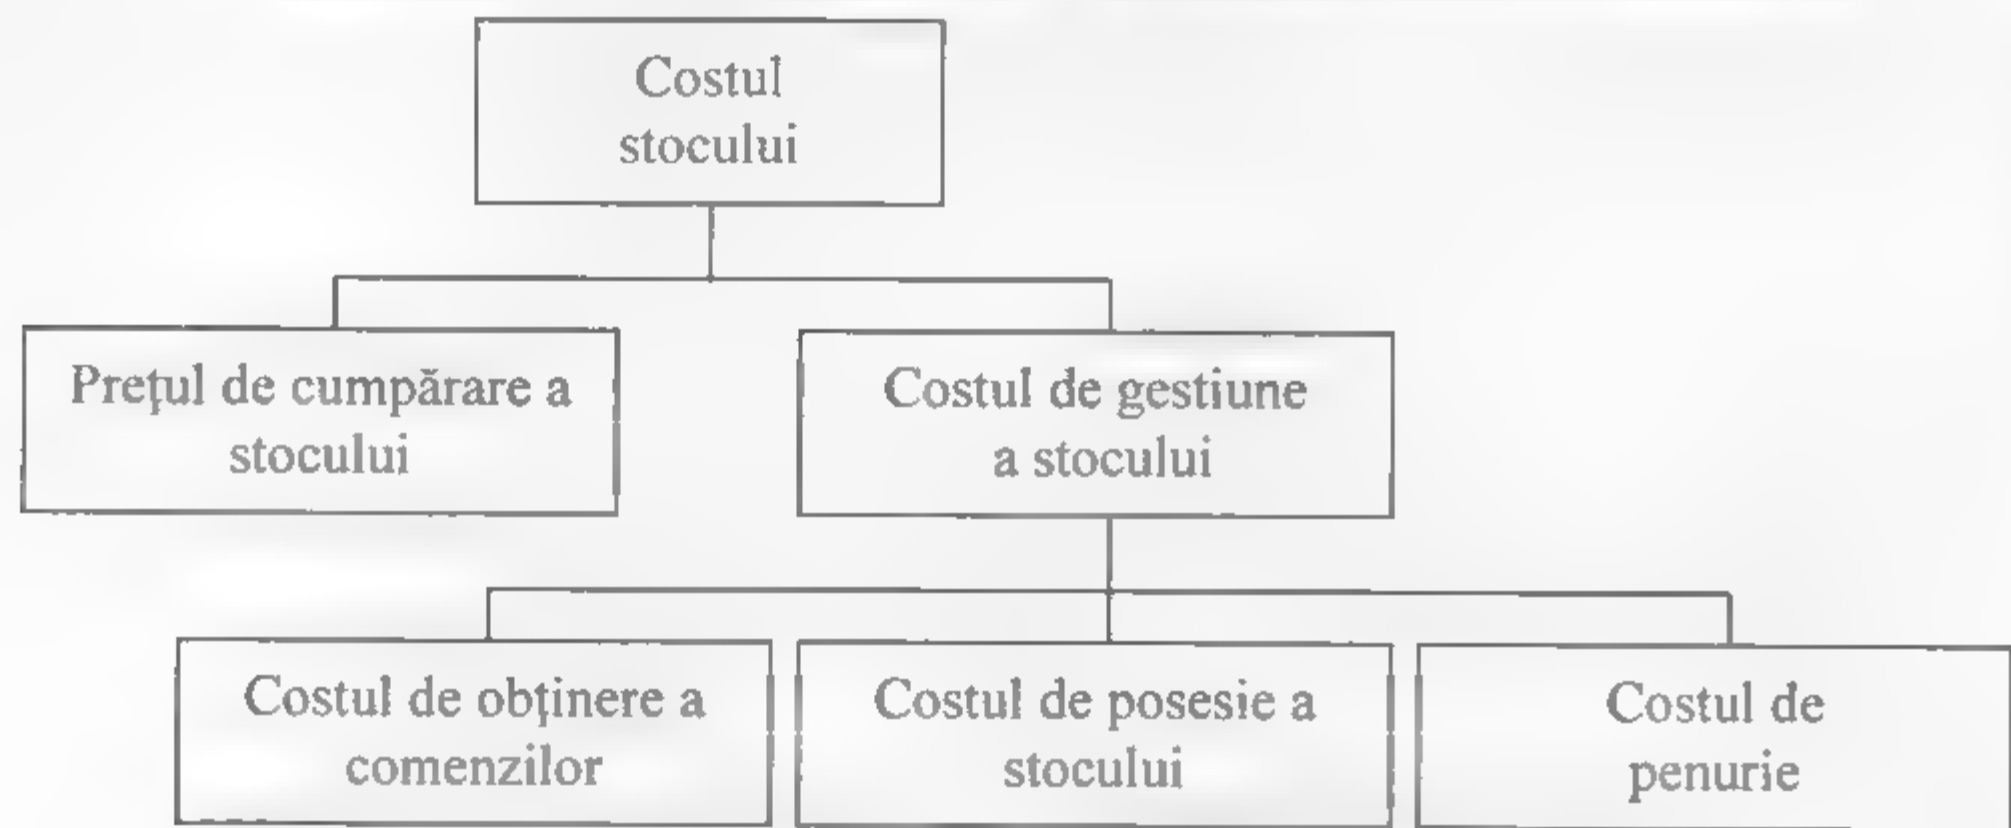 Costul
stocului
Preţul de cumpărare a
stocului
Costul de gestiune
a stocului
Costul de obţinere a
comenzilor
Costul de posesie a
stocului
Costul de
penurie